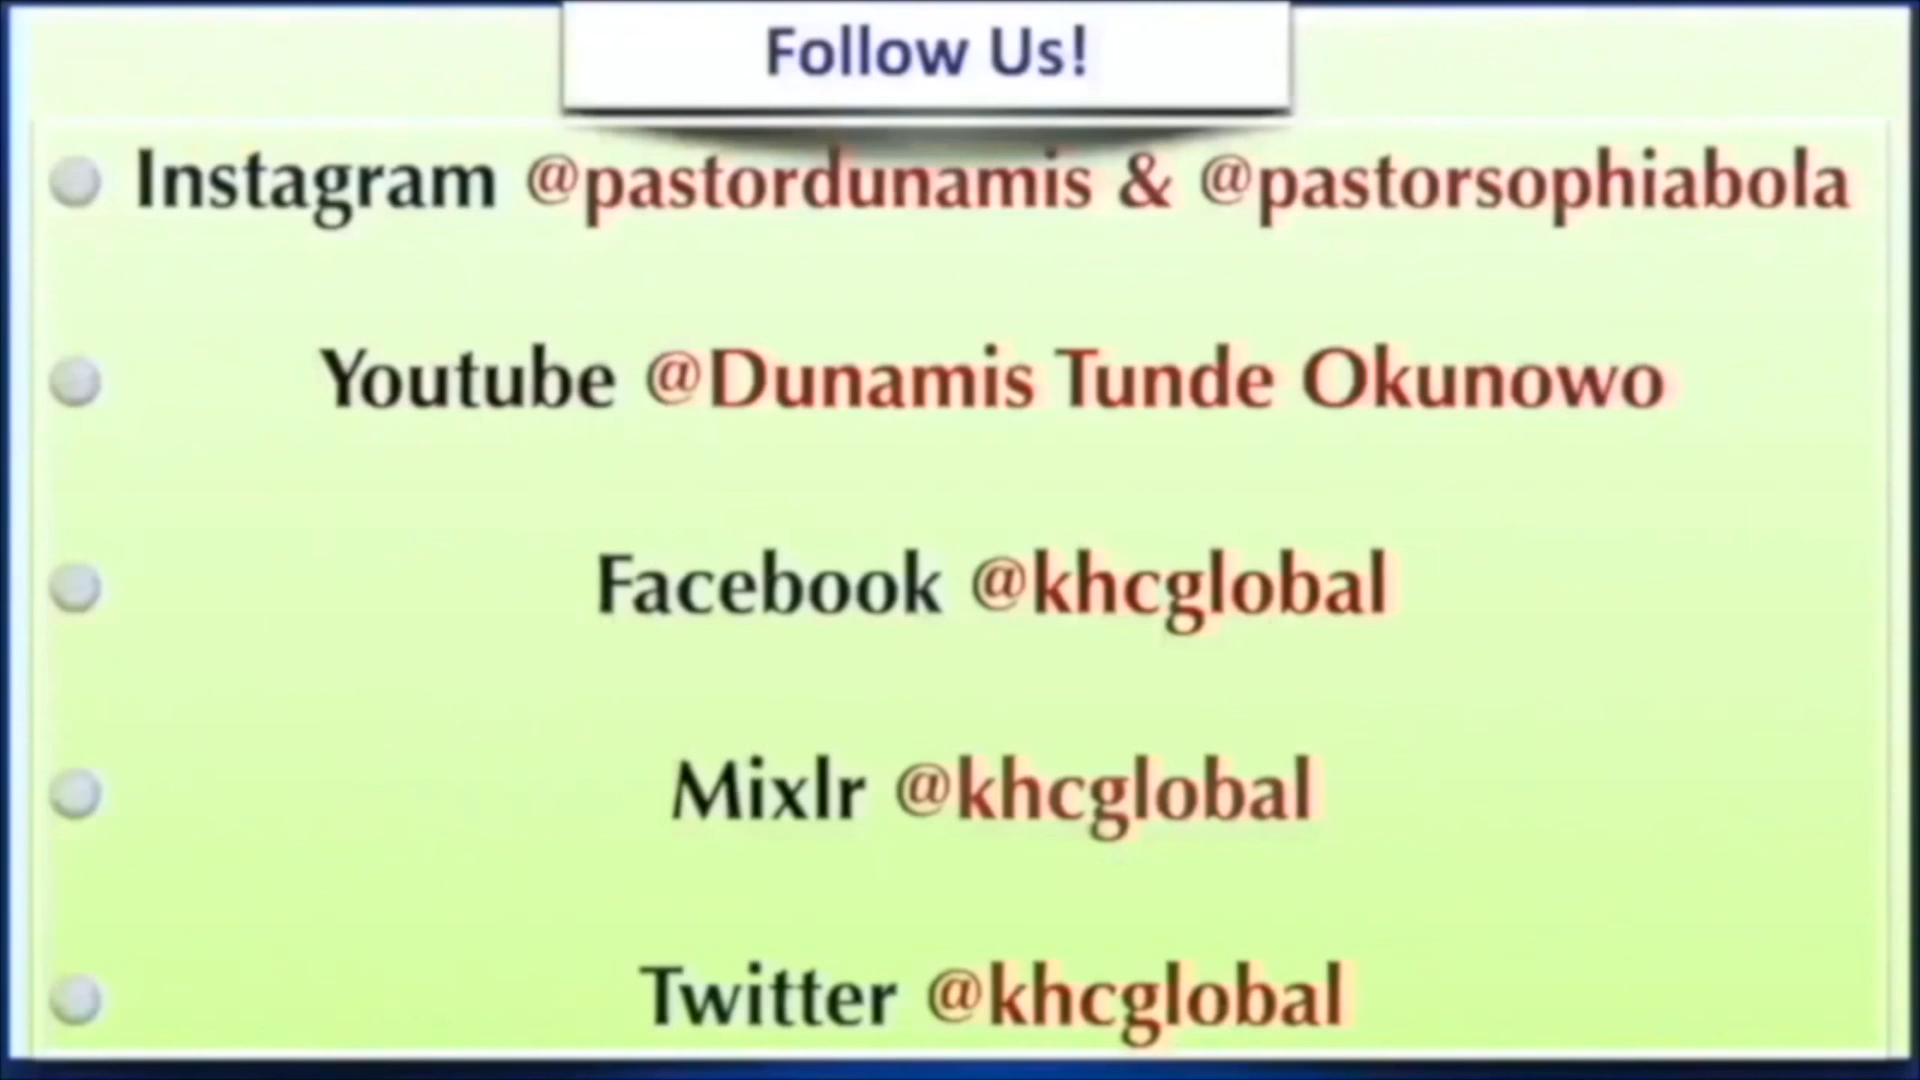 Follow Us!
Instagram @pastordunamis & @pastorsophiabola
Youtube @Dunamis Tunde Okunowo
Facebook @khcglobal
Mixlr @khcglobal
Twitter @khcglobal